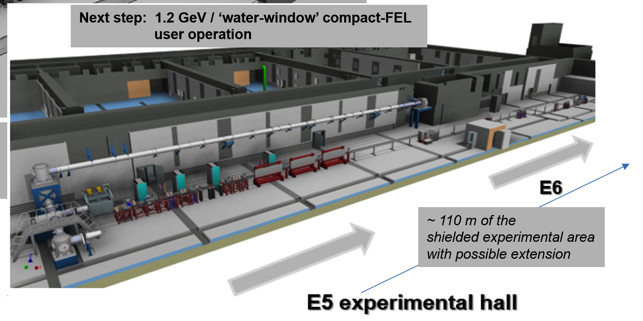 Next step: 1.2 GeV / ‘water-window’ compact-FEL
user operation
E6
~ 110 m of the
shielded experimental area
with possible extension
E5 experimental hall